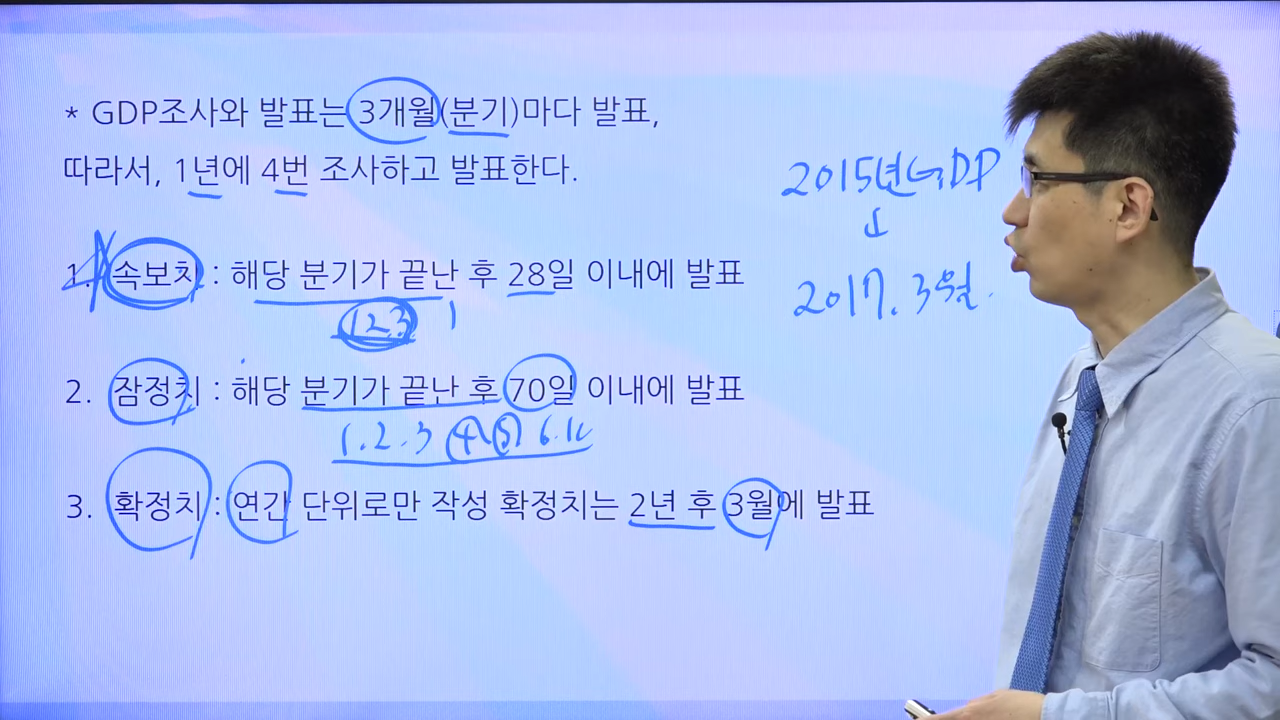 * GDP조사와 발표는 3개월(분기)마다 발표,
따라서, 1년에 4번 조사하고 발표한다.
2015년 GDP
↓
2017. 3월.
1. 속보치 : 해당 분기가 끝난 후 28일 이내에 발표
1 2.3 1
2. 잠정치 : 해당 분기가 끝난 후 70일 이내에 발표
1.2.3 4 5 6.10
3. 확정치 : 연간 단위로만 작성 확정치는 2년 후 3월에 발표